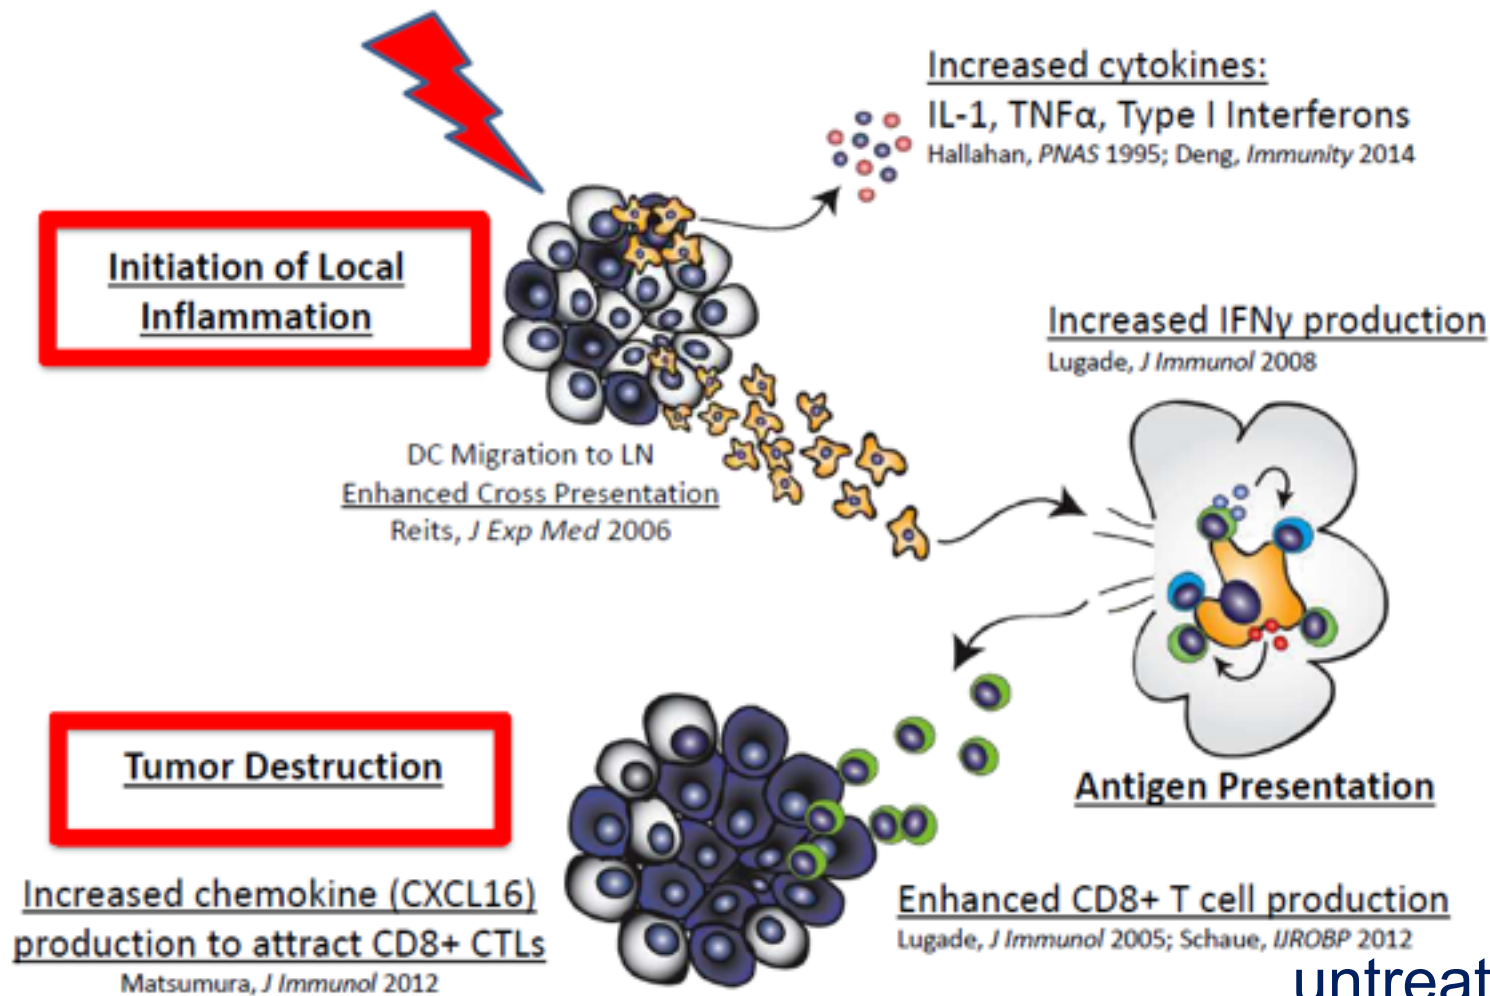 Increased cytokines:
IL-1, TNFα, Type I Interferons
Hallahan, PNAS 1995; Deng, Immunity 2014
Initiation of Local
Inflammation
Increased IFNγ production
Lugade, J Immunol 2008
DC Migration to LN
Enhanced Cross Presentation
Reits, J Exp Med 2006
Tumor Destruction
Antigen Presentation
Increased chemokine (CXCL16)
production to attract CD8+ CTLs
Matsumura, J Immunol 2012
Enhanced CD8+ T cell production
Lugade, J Immunol 2005; Schaue, IJROBP 2012
untreat